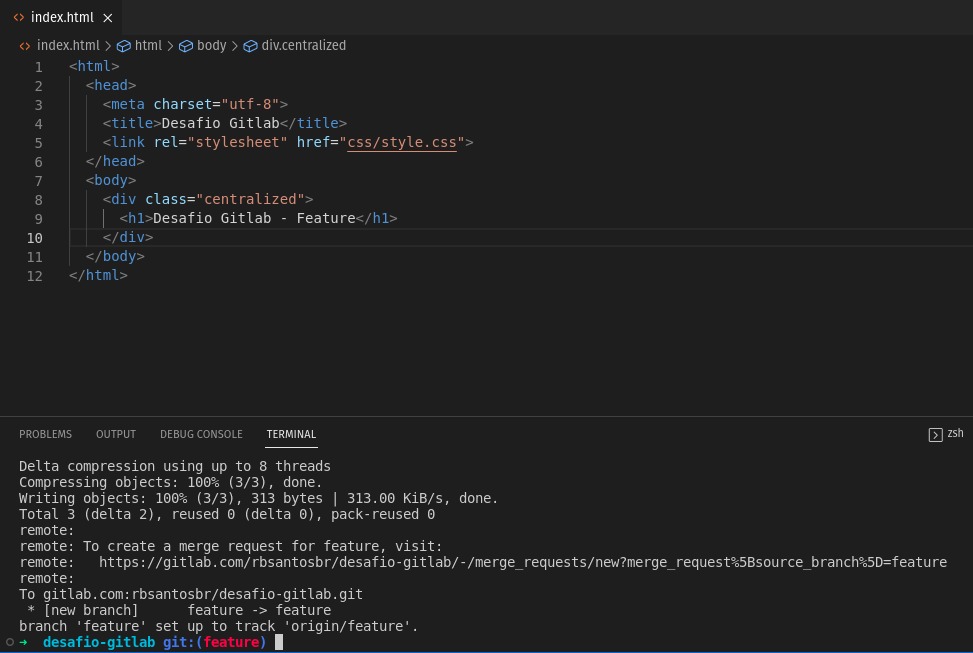 index.html
index.html > html > body > div.centralized
1 <html>
2 <head>
3 <meta charset="utf-8">
4 <title>Desafio Gitlab</title>
5 <link rel="stylesheet" href="css/style.css">
6 </head>
7 <body>
8 <div class="centralized">
9 <h1>Desafio Gitlab - Feature</h1>
10 </div>
11 </body>
12 </html>
PROBLEMS OUTPUT DEBUG CONSOLE TERMINAL zsh
Delta compression using up to 8 threads
Compressing objects: 100% (3/3), done.
Writing objects: 100% (3/3), 313 bytes | 313.00 KiB/s, done.
Total 3 (delta 2), reused 0 (delta 0), pack-reused 0
remote:
remote: To create a merge request for feature, visit:
remote:   https://gitlab.com/rbsantosbr/desafio-gitlab/-/merge_requests/new?merge_request%5Bsource_branch%5D=feature
remote:
To gitlab.com:rbsantosbr/desafio-gitlab.git
 * [new branch]      feature -> feature
branch 'feature' set up to track 'origin/feature'.
➜  desafio-gitlab git:(feature)